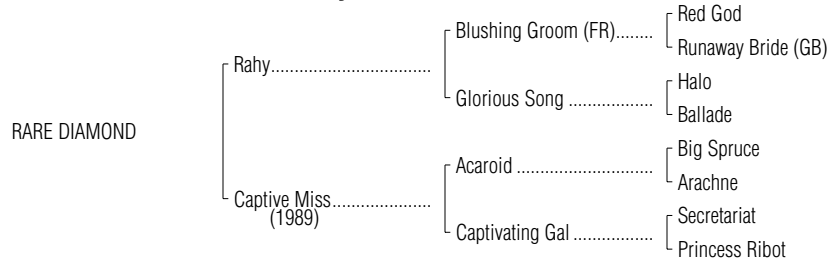 Red God
Blushing Groom (FR)........
Runaway Bride (GB)
Rahy..................................
Halo
Glorious Song ..................
Ballade
RARE DIAMOND
Big Spruce
Acaroid .............................
Arachne
Captive Miss.....................
(1989)
Secretariat
Captivating Gal .................
Princess Ribot